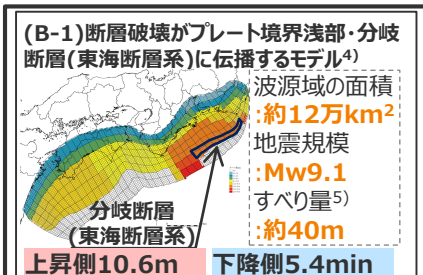 (B-1)断層破壊がプレート境界浅部・分岐
断層(東海断層系)に伝播するモデル4)
波源域の面積
:約12万km2
地震規模
:Mw9.1
すべり量5)
:約40m
分岐断層
(東海断層系)
上昇側10.6m
下降側5.4min